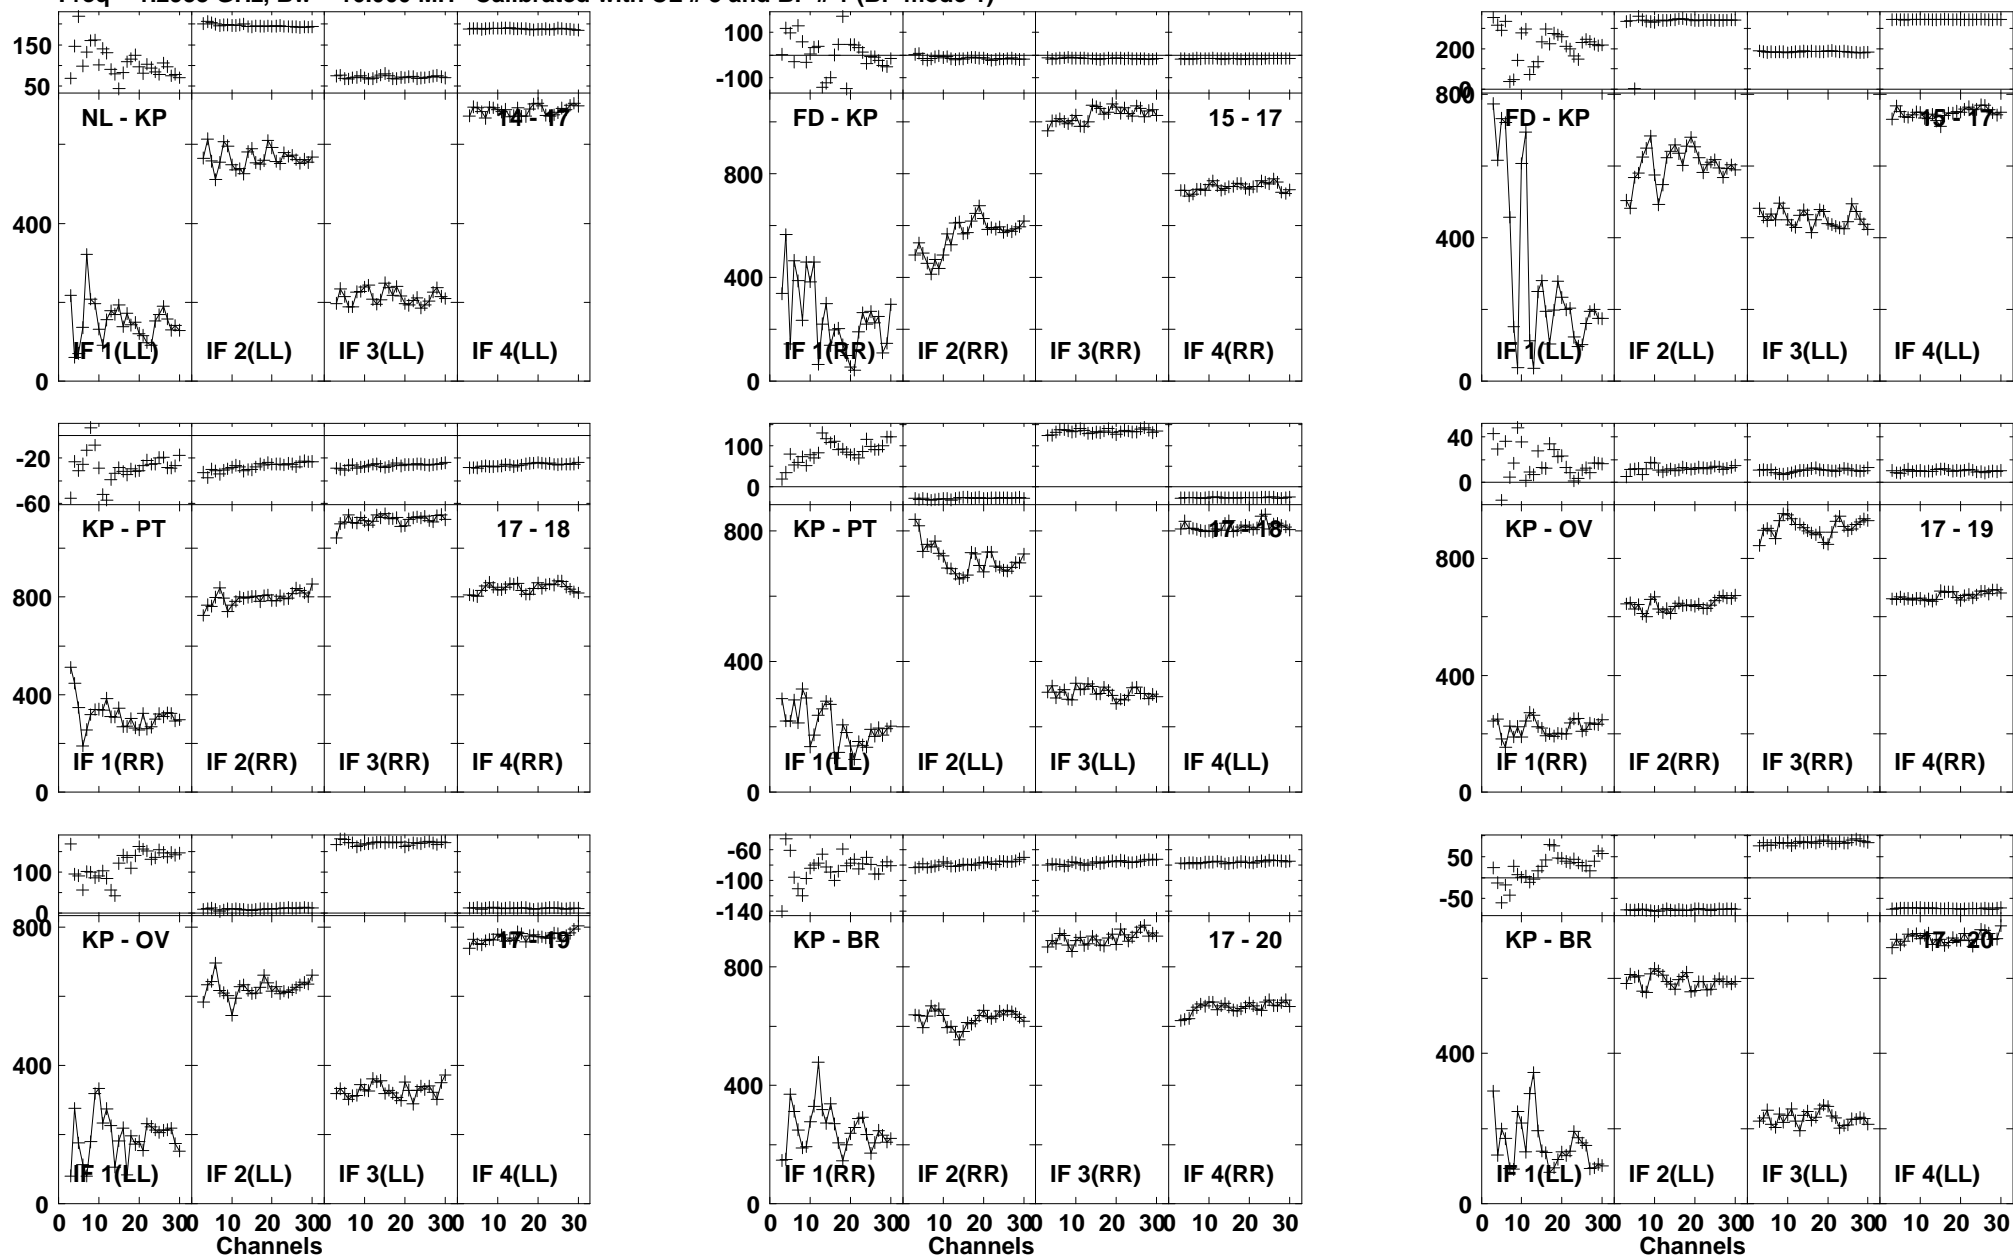 150
50
NL - KP
14 - 17
400
0
IF 1(LL)
IF 2(LL)
IF 3(LL)
IF 4(LL)
100
-100
FD - KP
15 - 17
800
400
0
IF 1(RR)
IF 2(RR)
IF 3(RR)
IF 4(RR)
200
0
800
FD - KP
15 - 17
400
0
IF 1(LL)
IF 2(LL)
IF 3(LL)
IF 4(LL)
-20
-60
KP - PT
17 - 18
800
400
0
IF 1(RR)
IF 2(RR)
IF 3(RR)
IF 4(RR)
100
0
KP - PT
17 - 18
800
400
0
IF 1(LL)
IF 2(LL)
IF 3(LL)
IF 4(LL)
40
20
0
KP - OV
17 - 19
800
400
0
IF 1(RR)
IF 2(RR)
IF 3(RR)
IF 4(RR)
100
0
800
KP - OV
17 - 19
400
0
IF 1(LL)
IF 2(LL)
IF 3(LL)
IF 4(LL)
0 10 20 30 0 10 20 30 0 10 20 30 0 10 20 30
Channels
-60
-100
-140
KP - BR
17 - 20
800
400
0
IF 1(RR)
IF 2(RR)
IF 3(RR)
IF 4(RR)
0 10 20 30 0 10 20 30 0 10 20 30 0 10 20 30
Channels
50
-50
KP - BR
17 - 20
400
0
IF 1(LL)
IF 2(LL)
IF 3(LL)
IF 4(LL)
0 10 20 30 0 10 20 30 0 10 20 30 0 10 20 30